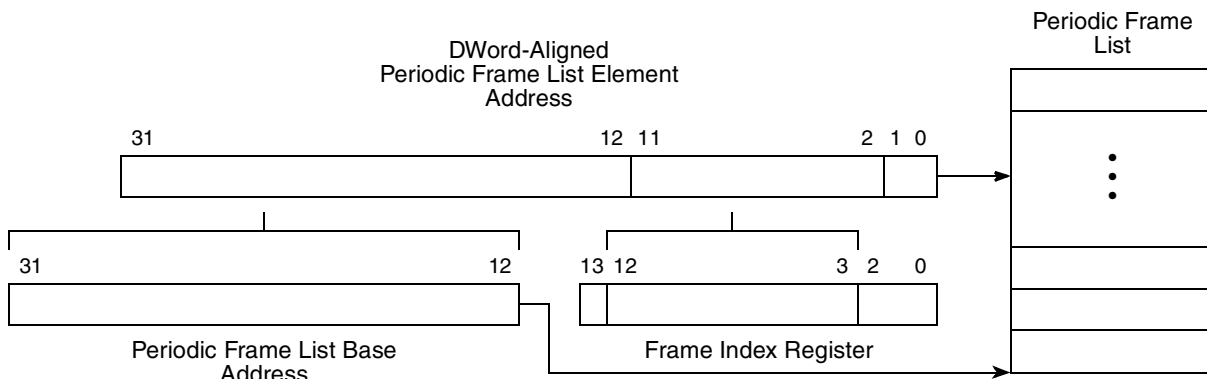 Periodic Frame
List
DWord-Aligned
Periodic Frame List Element
Address
31 12 11 2 1 0
31 12 13 12 3 2 0
Periodic Frame List Base
Address
Frame Index Register